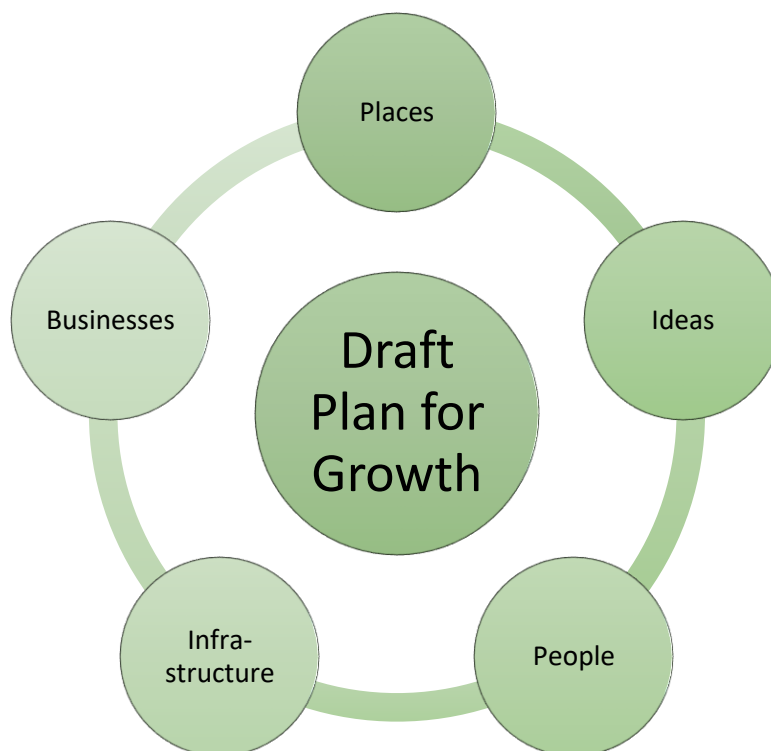 Places
Businesses
Ideas
Draft
Plan for
Growth
Infra-
structure
People